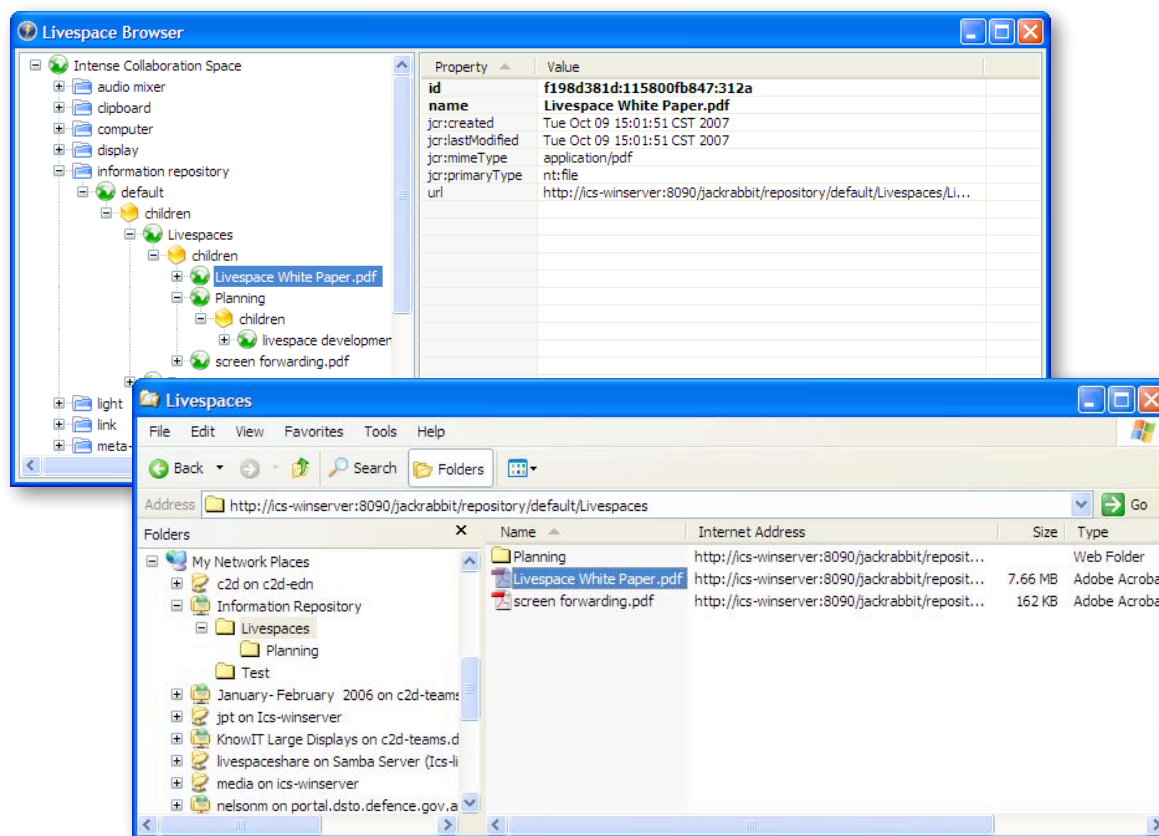 Livespace Browser
Intense Collaboration Space
audio mixer
clipboard
computer
display
information repository
default
children
Livespaces
children
Livespace White Paper.pdf
Planning
children
livespace developmen
screen forwarding.pdf
light
link
meta-
Property Value
id f198d381d:115800fb847:312a
name Livespace White Paper.pdf
jcr:created Tue Oct 09 15:01:51 CST 2007
jcr:lastModified Tue Oct 09 15:01:51 CST 2007
jcr:mimeType application/pdf
jcr:primaryType nt:file
url http://ics-winserver:8090/jackrabbit/repository/default/Livespaces/Li...
Livespaces
File Edit View Favorites Tools Help
Back Search Folders
Address http://ics-winserver:8090/jackrabbit/repository/default/Livespaces Go
Folders X
My Network Places
c2d on c2d-edn
Information Repository
Livespaces
Planning
Test
January- February 2006 on c2d-teams
jpt on Ics-winserver
KnowIT Large Displays on c2d-teams.d
livespaceshare on Samba Server (Ics-li
media on ics-winserver
nelsonm on portal.dsto.defence.gov.a
Name Internet Address Size Type
Planning http://ics-winserver:8090/jackrabbit/reposit... Web Folder
Livespace White Paper.pdf http://ics-winserver:8090/jackrabbit/reposit... 7.66 MB Adobe Acroba
screen forwarding.pdf http://ics-winserver:8090/jackrabbit/reposit... 162 KB Adobe Acroba